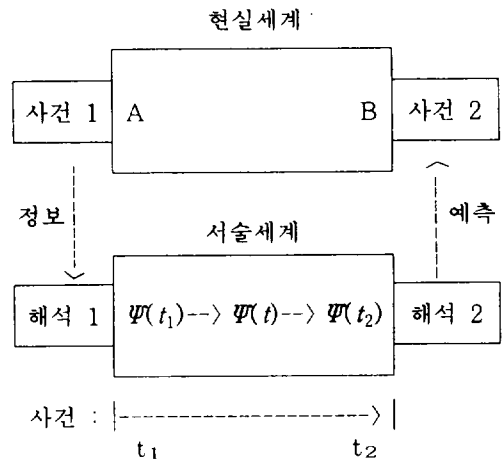 현실세계
사건 1 A B 사건 2
정보 예측
서술세계
해석 1 Ψ(t₁)--> Ψ(t)--> Ψ(t₂) 해석 2
사건 : |----------------------->|
t₁ t₂